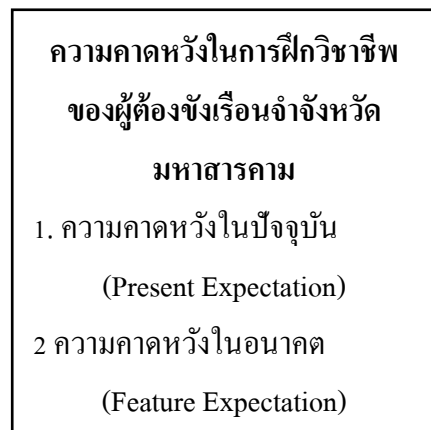 ความคาดหวังในการฝึกวิชาชีพ
ของผู้ต้องขังเรือนจำจังหวัด
มหาสารคาม
1. ความคาดหวังในปัจจุบัน
(Present Expectation)
2 ความคาดหวังในอนาคต
(Feature Expectation)